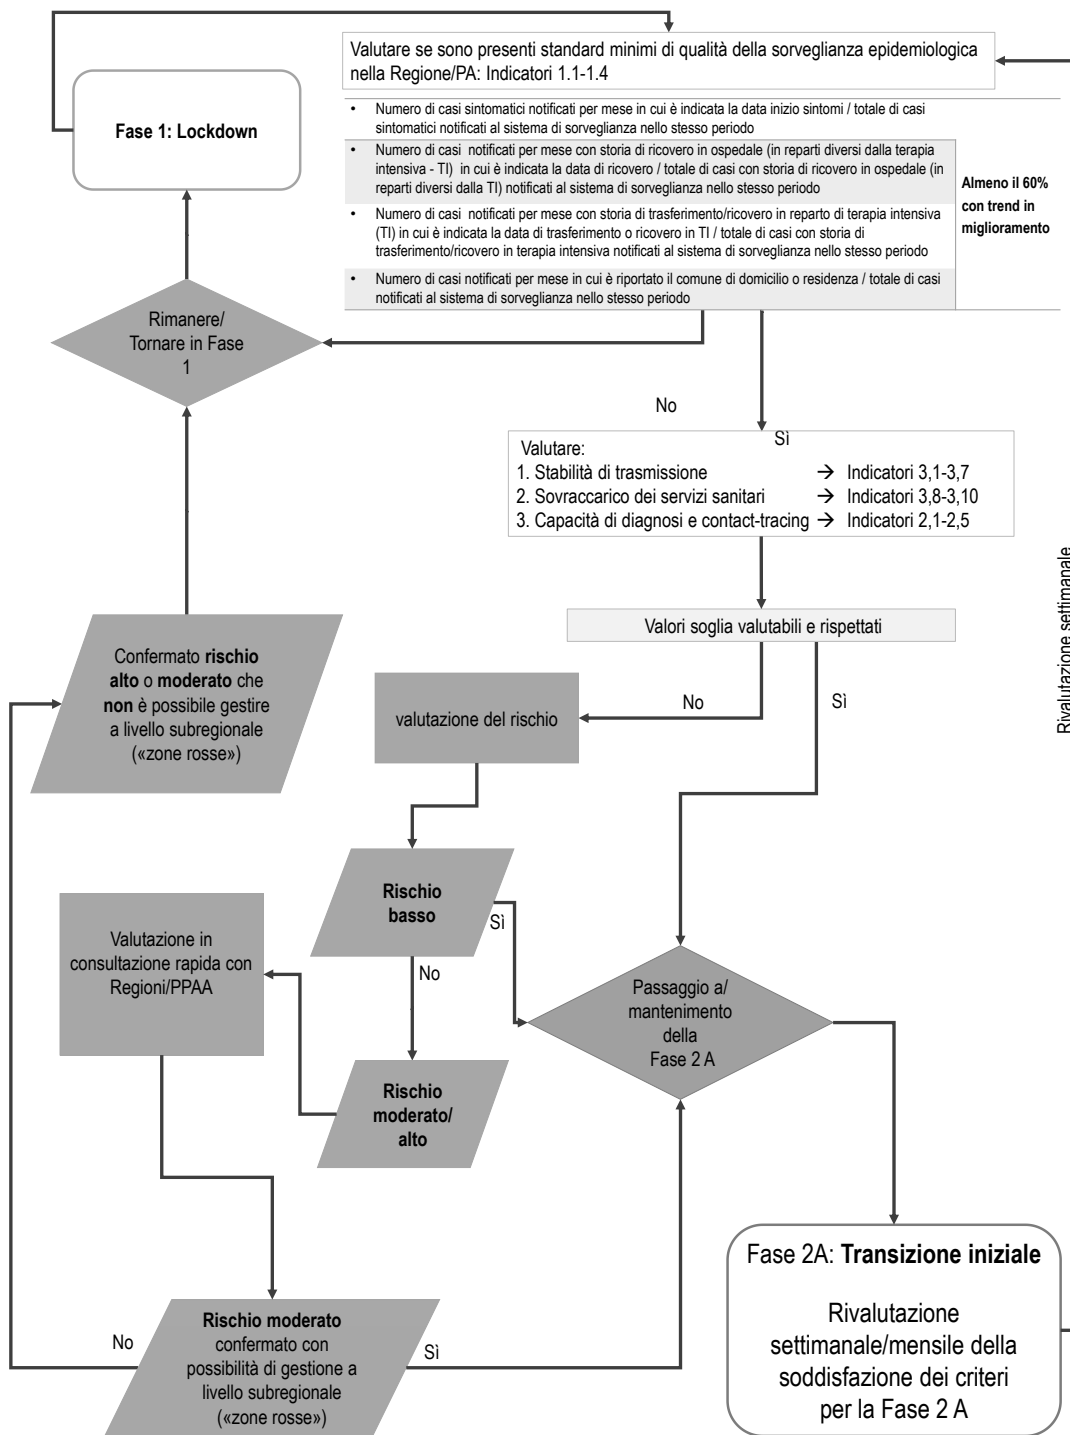 Valutare se sono presenti standard minimi di qualità della sorveglianza epidemiologica
nella Regione/PA: Indicatori 1.1-1.4
Fase 1: Lockdown
• Numero di casi sintomatici notificati per mese in cui è indicata la data inizio sintomi / totale di casi
sintomatici notificati al sistema di sorveglianza nello stesso periodo
• Numero di casi notificati per mese con storia di ricovero in ospedale (in reparti diversi dalla terapia
intensiva - TI) in cui è indicata la data di ricovero / totale di casi con storia di ricovero in ospedale (in
reparti diversi dalla TI) notificati al sistema di sorveglianza nello stesso periodo
• Numero di casi notificati per mese con storia di trasferimento/ricovero in reparto di terapia intensiva
(TI) in cui è indicata la data di trasferimento o ricovero in TI / totale di casi con storia di
trasferimento/ricovero in terapia intensiva notificati al sistema di sorveglianza nello stesso periodo
• Numero di casi notificati per mese in cui è riportato il comune di domicilio o residenza / totale di casi
notificati al sistema di sorveglianza nello stesso periodo
Almeno il 60%
con trend in
miglioramento
Rimanere/
Tornare in Fase
1
No
Sì
Valutare:
1. Stabilità di trasmissione → Indicatori 3,1-3,7
2. Sovraccarico dei servizi sanitari → Indicatori 3,8-3,10
3. Capacità di diagnosi e contact-tracing → Indicatori 2,1-2,5
Rivalutazione settimanale
Valori soglia valutabili e rispettati
Confermato rischio
alto o moderato che
non è possibile gestire
a livello subregionale
(«zone rosse»)
valutazione del rischio
No
Sì
Rischio
basso
Sì
No
Valutazione in
consultazione rapida con
Regioni/PPAA
Passaggio a/
mantenimento
della
Fase 2 A
Rischio
moderato/
alto
Fase 2A: Transizione iniziale
Rivalutazione
settimanale/mensile della
soddisfazione dei criteri
per la Fase 2 A
No
Rischio moderato
confermato con
possibilità di gestione a
livello subregionale
(«zone rosse»)
Sì